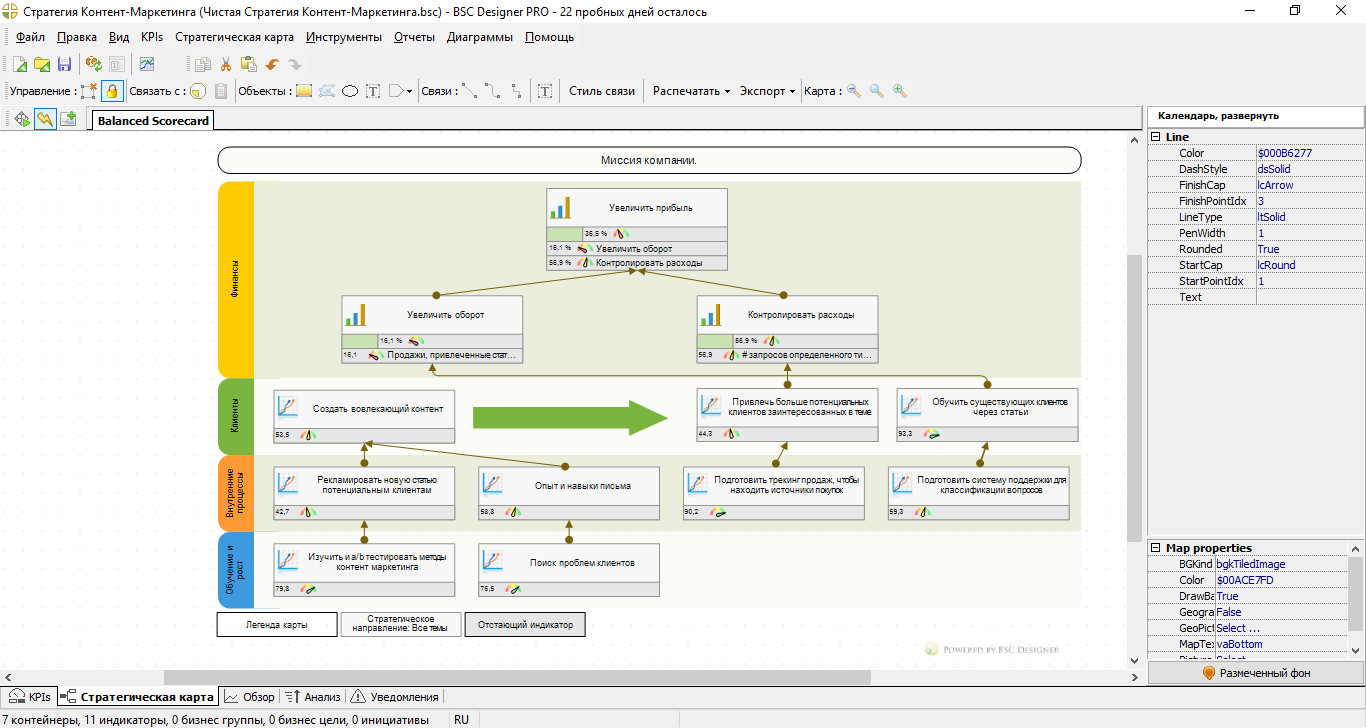 Стратегия Контент-Маркетинга (Чистая Стратегия Контент-Маркетинга.bsc) - BSC Designer PRO - 22 пробных дней осталось
Файл Правка Вид KPIs Стратегическая карта Инструменты Отчеты Диаграммы Помощь
Управление : Связать с : Объекты : Связи : Стиль связи Распечатать Экспорт Карта :
Balanced Scorecard
Миссия компании.
Финансы
Увеличить прибыль
36,5 %
16,1 % Увеличить оборот
56,9 % Контролировать расходы
Увеличить оборот
16,1 %
16,1 Продажи, привлеченные стат...
Контролировать расходы
56,9 %
56,9 # запросов определенного ти...
Клиенты
Создать вовлекающий контент
53,5
Привлечь больше потенциальных
клиентов заинтересованных в теме
44,3
Обучить существующих клиентов
через статьи
93,3
Внутренние
процессы
Рекламировать новую статью
потенциальным клиентам
42,7
Опыт и навыки письма
58,8
Подготовить трекинг продаж, чтобы
находить источники покупок
90,2
Подготовить систему поддержки для
классификации вопросов
59,3
Обучение и
рост
Изучить и a/b тестировать методы
контент маркетинга
79,8
Поиск проблем клиентов
76,5
Легенда карты
Стратегическое
направление: Все темы
Отстающий индикатор
POWERED BY BSC DESIGNER
Календарь, развернуть
Line
Color $000B6277
DashStyle dsSolid
FinishCap lcArrow
FinishPointIdx 3
LineType ltSolid
PenWidth 1
Rounded True
StartCap lcRound
StartPointIdx 1
Text
Map properties
BGKind bgkTiledImage
Color $00ACE7FD
DrawBa True
Geogra False
GeoPict Select ...
MapTex vaBottom
Размеченный фон
KPIs Стратегическая карта Обзор Анализ Уведомления
7 контейнеры, 11 индикаторы, 0 бизнес группы, 0 бизнес цели, 0 инициативы RU